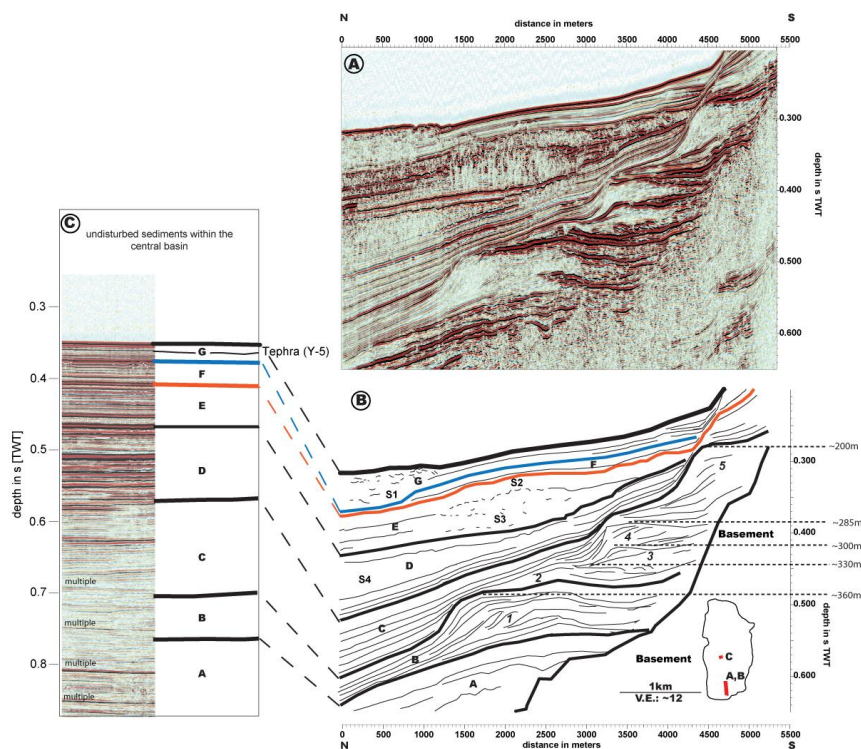 N
S
distance in meters
0 500 1000 1500 2000 2500 3000 3500 4000 4500 5000 5500
A
0.300
0.400
0.500
0.600
depth in s TWT
C
undisturbed sediments within the
central basin
0.3
0.4
0.5
0.6
0.7
0.8
depth in s [TWT]
G
Tephra (Y-5)
F
E
D
C
B
A
multiple
multiple
multiple
multiple
B
G
S1
S2
F
E
S3
D
S4
C
B
A
1
2
3
4
5
Basement
Basement
0.300
0.400
0.500
0.600
depth in s TWT
~200m
~285m
~300m
~330m
~360m
C
A,B
1km
V.E.: ~12
0 500 1000 1500 2000 2500 3000 3500 4000 4500 5000 5500
N
distance in meters
S